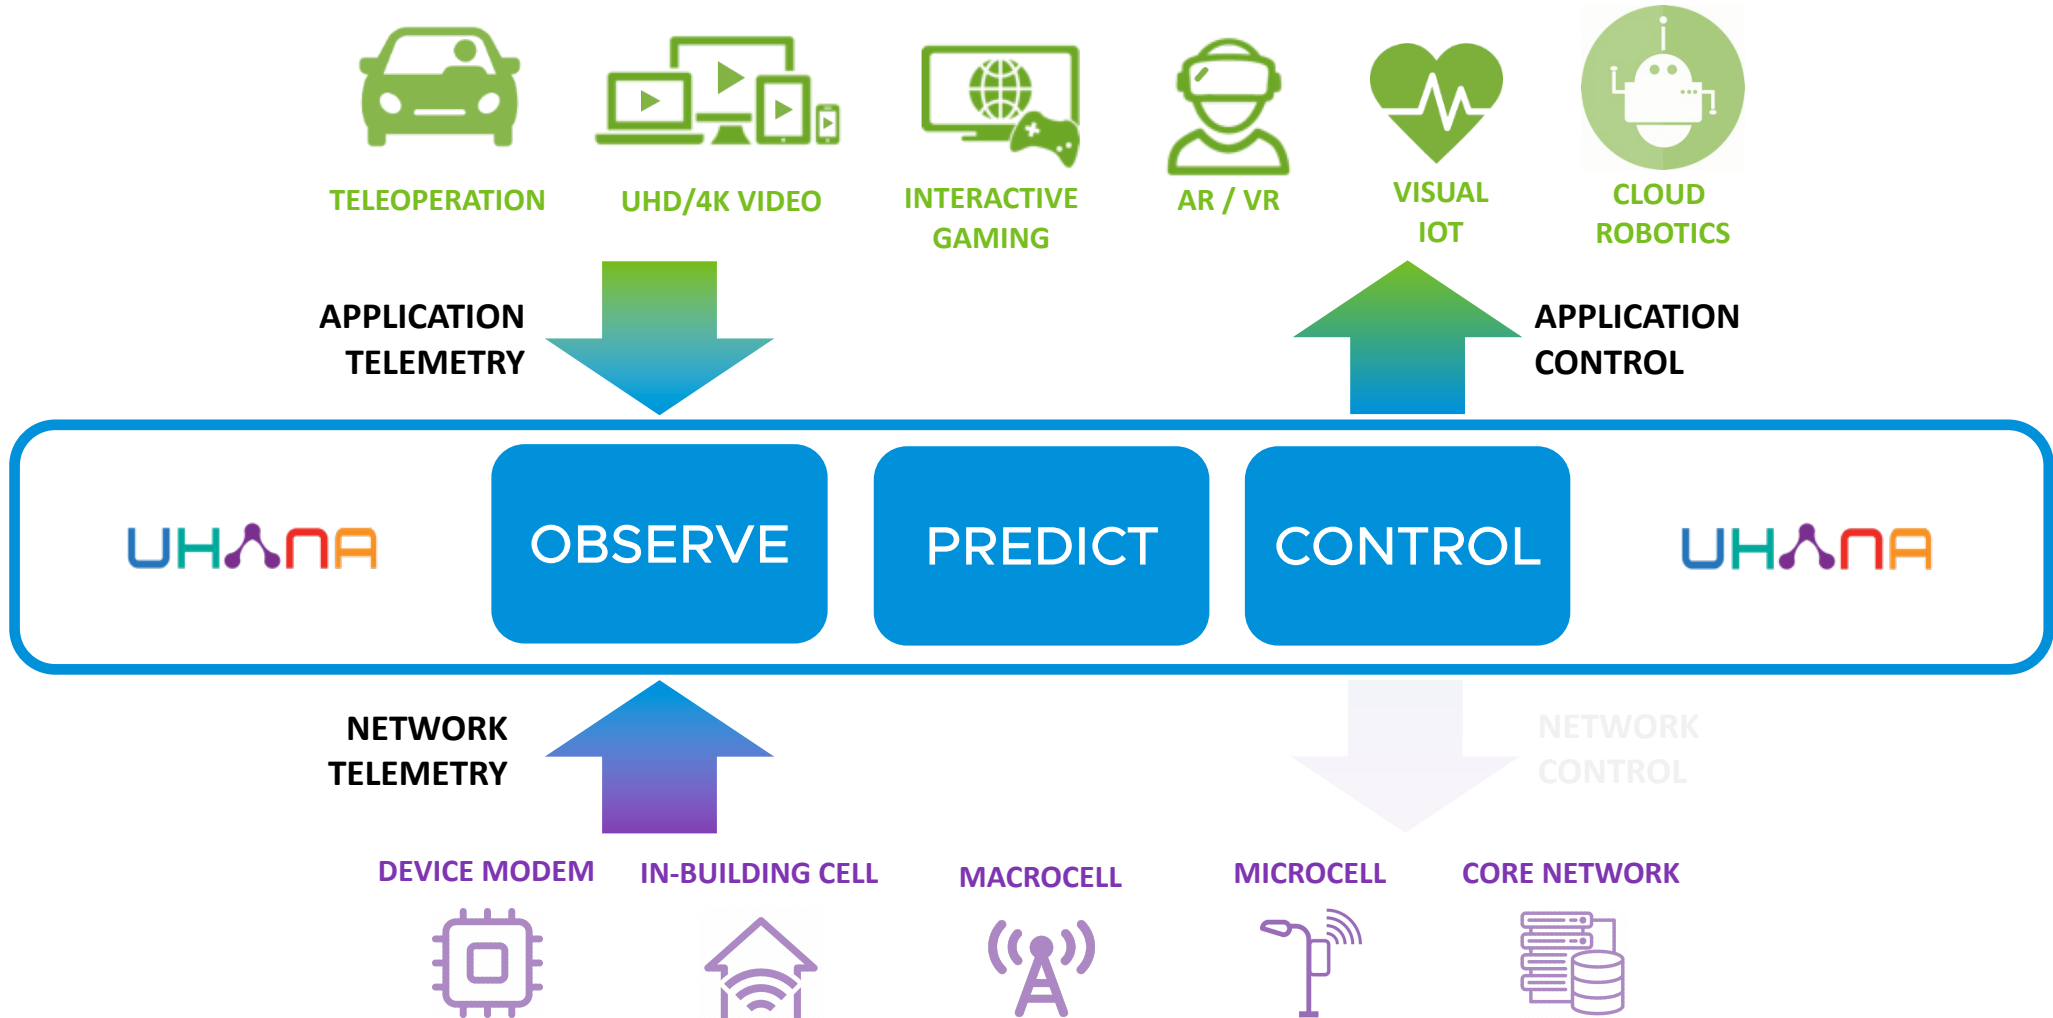 TELEOPERATION
UHD/4K VIDEO
INTERACTIVE
GAMING
AR / VR
VISUAL
IOT
CLOUD
ROBOTICS
APPLICATION
TELEMETRY
APPLICATION
CONTROL
UHANA
OBSERVE
PREDICT
CONTROL
UHANA
NETWORK
TELEMETRY
NETWORK
CONTROL
DEVICE MODEM
IN-BUILDING CELL
MACROCELL
MICROCELL
CORE NETWORK